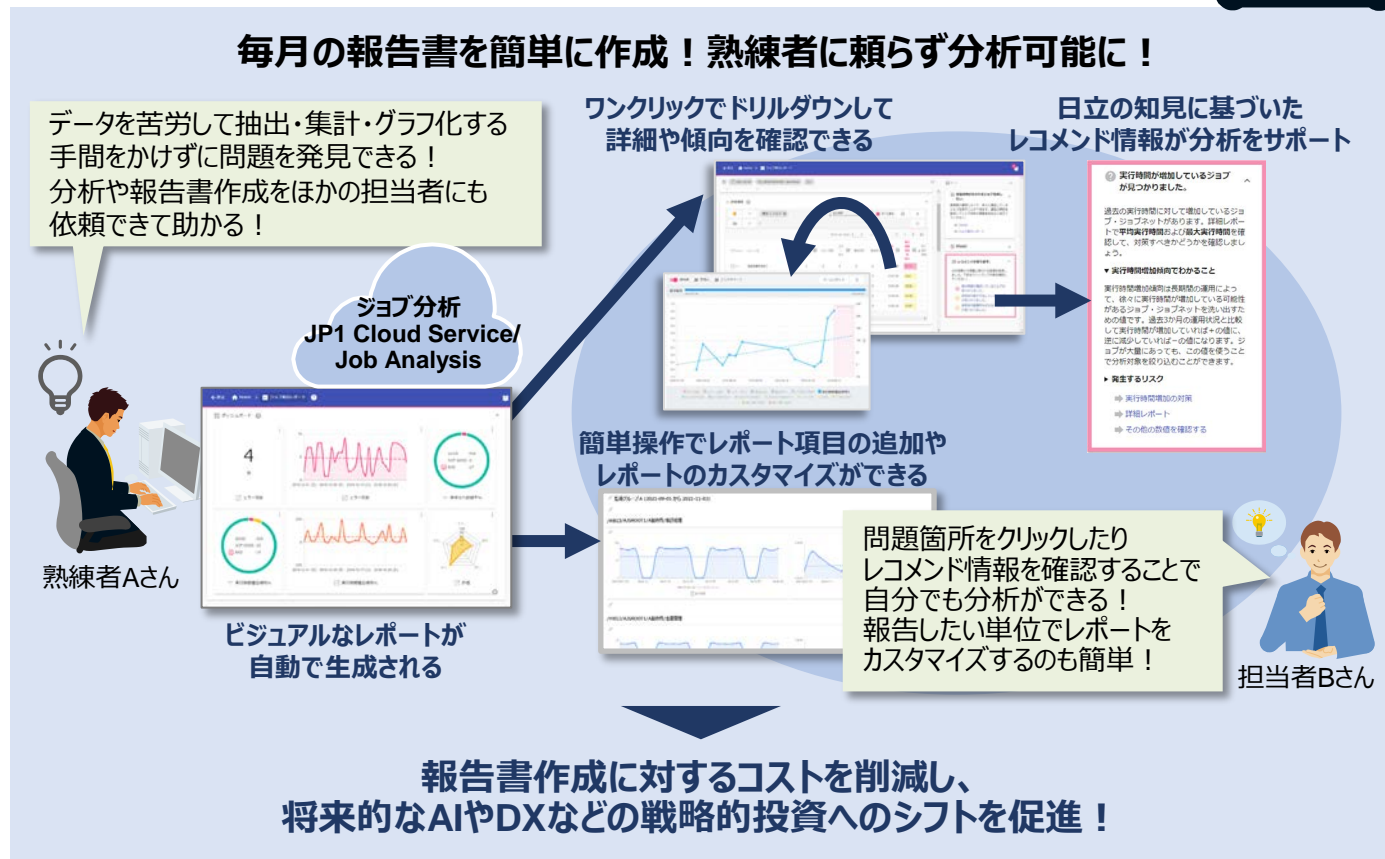 毎月の報告書を簡単に作成！熟練者に頼らず分析可能に！
データを苦労して抽出・集計・グラフ化する
手間をかけずに問題を発見できる！
分析や報告書作成をほかの担当者にも
依頼できて助かる！
ワンクリックでドリルダウンして
詳細や傾向を確認できる
日立の知見に基づいた
レコメンド情報が分析をサポート
実行時間が増加しているジョブ
が見つかりました。
過去の実行時間に対して増加しているジョ
ブ・ジョブネットがあります。詳細レポー
トで平均実行時間および最大実行時間を確
認して、対策すべきかどうかを確認しまし
ょう。
▼ 実行時間増加傾向でわかること
実行時間増加傾向は長期間の運用によっ
て、徐々に実行時間が増加している可能性
があるジョブ・ジョブネットを洗い出すた
めの値です。過去3か月の運用状況と比較
して実行時間が増加していれば＋の値に、
逆に減少していれば－の値になります。ジ
ョブが大量にあっても、この値を使うこと
で分析対象を絞り込むことができます。
▶ 発生するリスク
実行時間増加の対策
詳細レポート
その他の数値を確認する
ジョブ分析
JP1 Cloud Service/
Job Analysis
熟練者Aさん
4
ビジュアルなレポートが
自動で生成される
簡単操作でレポート項目の追加や
レポートのカスタマイズができる
問題箇所をクリックしたり
レコメンド情報を確認することで
自分でも分析ができる！
報告したい単位でレポートを
カスタマイズするのも簡単！
担当者Bさん
報告書作成に対するコストを削減し、
将来的なAIやDXなどの戦略的投資へのシフトを促進！